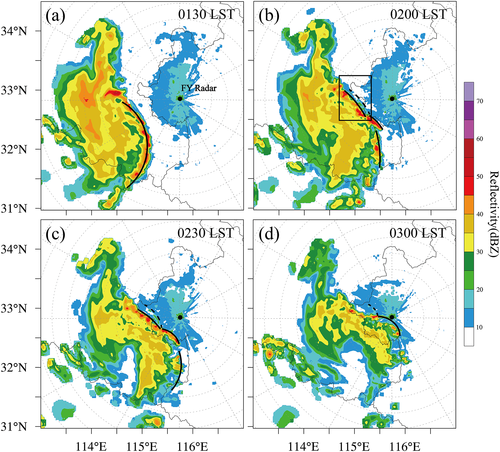 (a) 0130 LST
(b) 0200 LST
34°N
33°N
32°N
31°N
FY Radar
(c) 0230 LST
(d) 0300 LST
34°N
33°N
32°N
31°N
114°E 115°E 116°E
114°E 115°E 116°E
70
60
50
40
30
20
10
Reflectivity(dBZ)